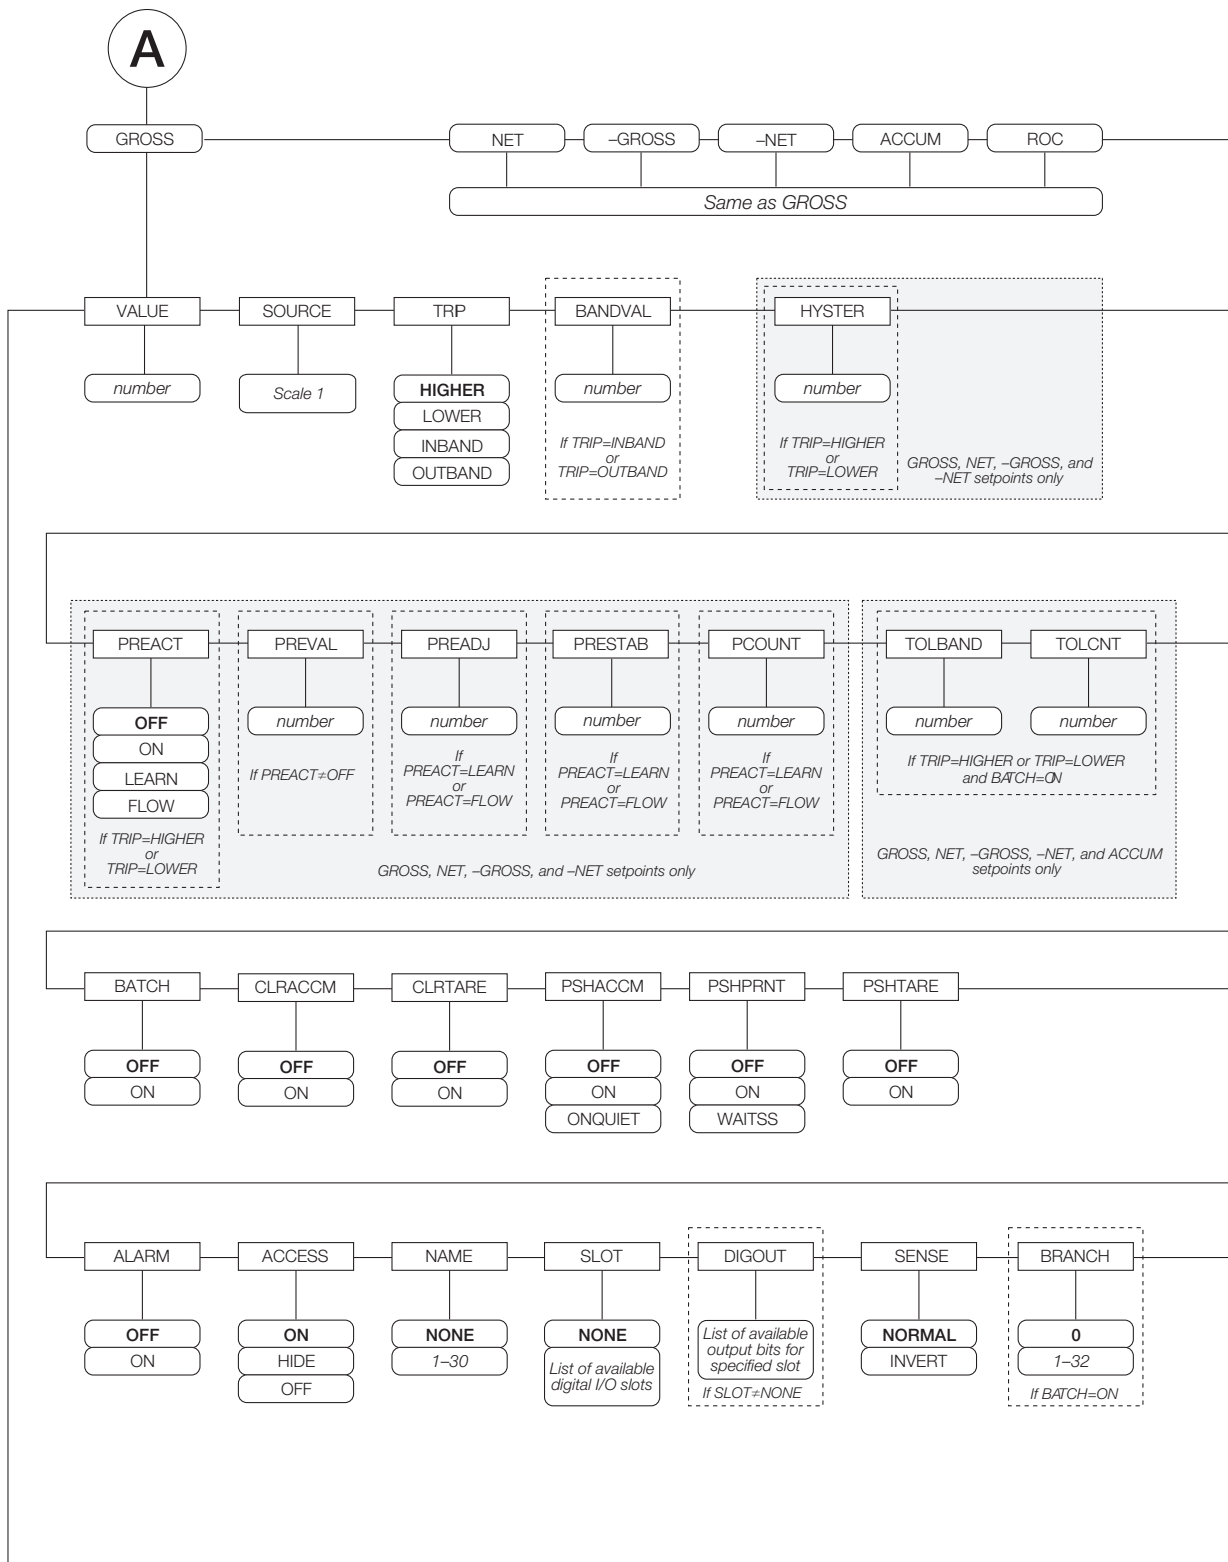 A
GROSS
NET
–GROSS
–NET
ACCUM
ROC
Same as GROSS
VALUE
SOURCE
TRIP
BANDVAL
HYSTER
number
Scale 1
HIGHER
LOWER
INBAND
OUTBAND
number
If TRIP=INBAND
or
TRIP=OUTBAND
number
If TRIP=HIGHER
or
TRIP=LOWER
GROSS, NET, –GROSS, and
–NET setpoints only
PREACT
PREVAL
PREADJ
PRESTAB
PCOUNT
TOLBAND
TOLCNT
OFF
ON
LEARN
FLOW
If TRIP=HIGHER
or
TRIP=LOWER
number
If PREACT≠OFF
number
If
PREACT=LEARN
or
PREACT=FLOW
number
If
PREACT=LEARN
or
PREACT=FLOW
number
If
PREACT=LEARN
or
PREACT=FLOW
GROSS, NET, –GROSS, and –NET setpoints only
number
number
If TRIP=HIGHER or TRIP=LOWER
and BATCH=ON
GROSS, NET, –GROSS, –NET, and ACCUM
setpoints only
BATCH
CLRACCM
CLRTARE
PSHACCM
PSHPRNT
PSHTARE
OFF
ON
OFF
ON
OFF
ON
OFF
ON
ONQUIET
OFF
ON
WAITSS
OFF
ON
ALARM
ACCESS
NAME
SLOT
DIGOUT
SENSE
BRANCH
OFF
ON
ON
HIDE
OFF
NONE
1–30
NONE
List of available
digital I/O slots
List of available
output bits for
specified slot
If SLOT≠NONE
NORMAL
INVERT
0
1–32
If BATCH=ON